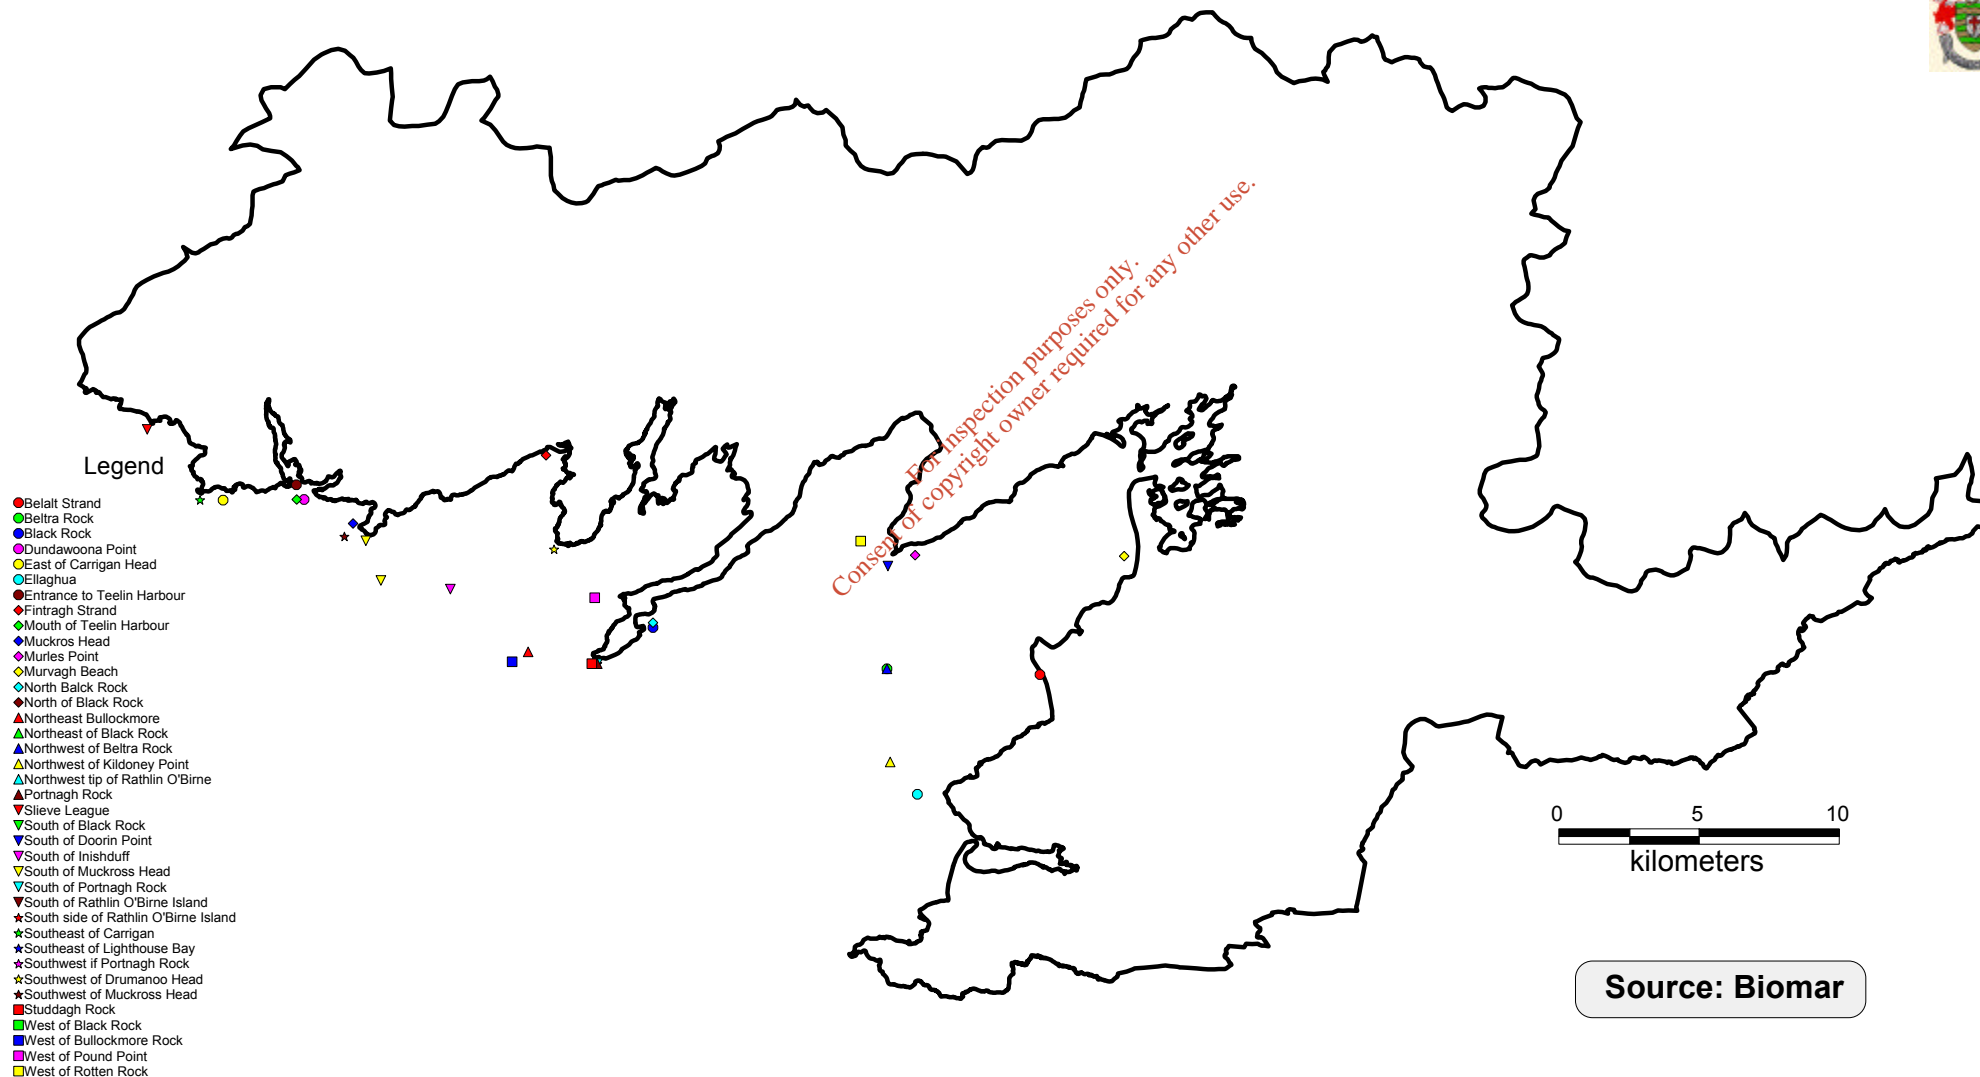 For inspection purposes only.
Consent of copyright owner required for any other use.
Legend
Belalt Strand
Beltra Rock
Black Rock
Dundawoona Point
East of Carrigan Head
Ellaghua
Entrance to Teelin Harbour
Fintragh Strand
Mouth of Teelin Harbour
Muckros Head
Murles Point
Murvagh Beach
North Balck Rock
North of Black Rock
Northeast Bullockmore
Northeast of Black Rock
Northwest of Beltra Rock
Northwest of Kildoney Point
Northwest tip of Rathlin O'Birne
Portnagh Rock
Slieve League
South of Black Rock
South of Doorin Point
South of Inishduff
South of Muckross Head
South of Portnagh Rock
South of Rathlin O'Birne Island
South side of Rathlin O'Birne Island
Southeast of Carrigan
Southeast of Lighthouse Bay
Southwest if Portnagh Rock
Southwest of Drumanoo Head
Southwest of Muckross Head
Studdagh Rock
West of Black Rock
West of Bullockmore Rock
West of Pound Point
West of Rotten Rock
0 5 10
kilometers
Source: Biomar